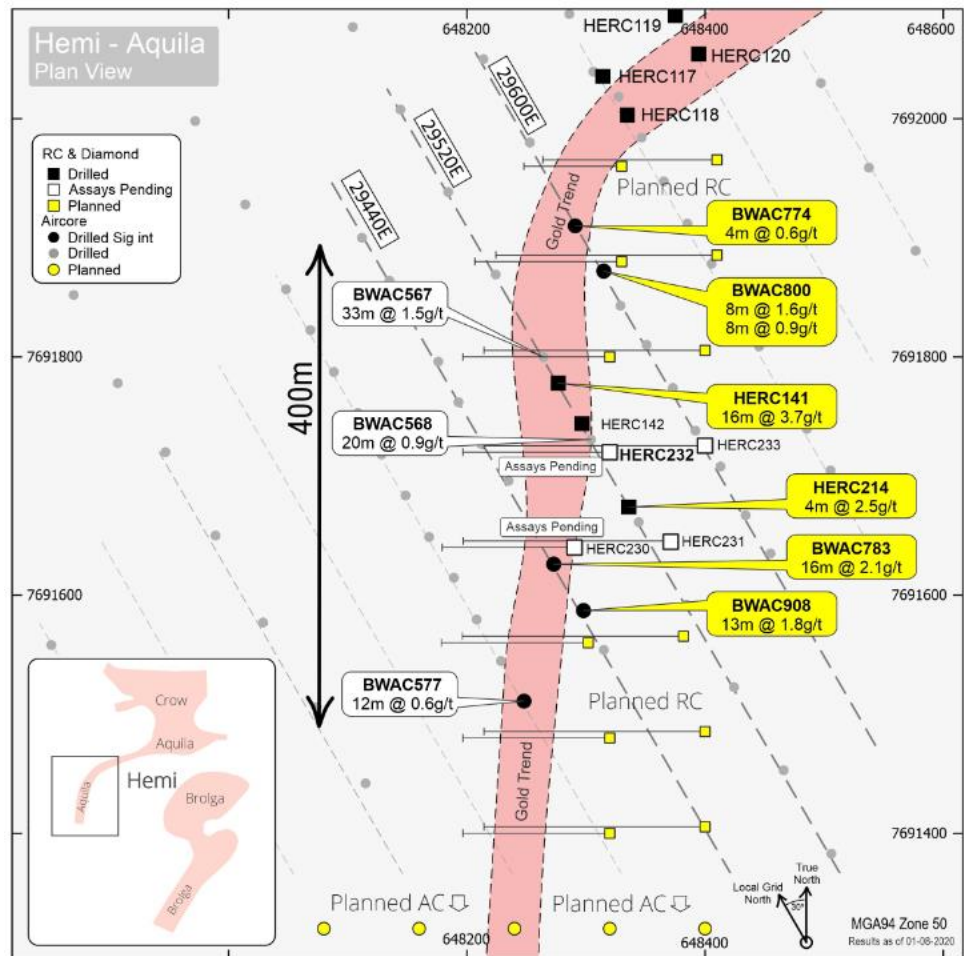 Hemi - Aquila
Plan View
648200
648400
648600
HERC119
HERC120
HERC117
HERC118
7692000
29600E
29520E
29440E
RC & Diamond
Drilled
Assays Pending
Planned
Aircore
Drilled Sig int
Drilled
Planned
Planned RC
Gold Trend
BWAC774
4m @ 0.6g/t
BWAC800
8m @ 1.6g/t
8m @ 0.9g/t
BWAC567
33m @ 1.5g/t
7691800
7691800
HERC141
16m @ 3.7g/t
400m
BWAC568
20m @ 0.9g/t
HERC142
HERC233
HERC232
Assays Pending
HERC214
4m @ 2.5g/t
Assays Pending
HERC230
HERC231
BWAC783
16m @ 2.1g/t
7691600
7691600
BWAC908
13m @ 1.8g/t
BWAC577
12m @ 0.6g/t
Planned RC
Gold Trend
Crow
Aquila
Hemi
Aquila
Brolga
Brolga
7691400
7691400
True
North
Local Grid
North
30°
Planned AC
Planned AC
MGA94 Zone 50
Results as of 01-08-2020
648200
648400